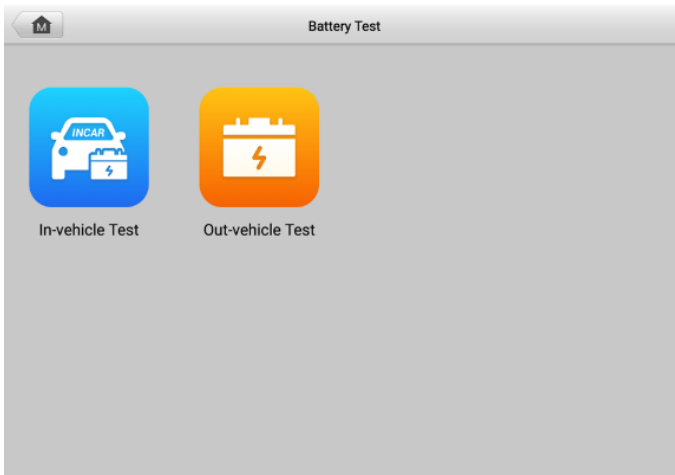 M
Battery Test
INCAR
In-vehicle Test
Out-vehicle Test